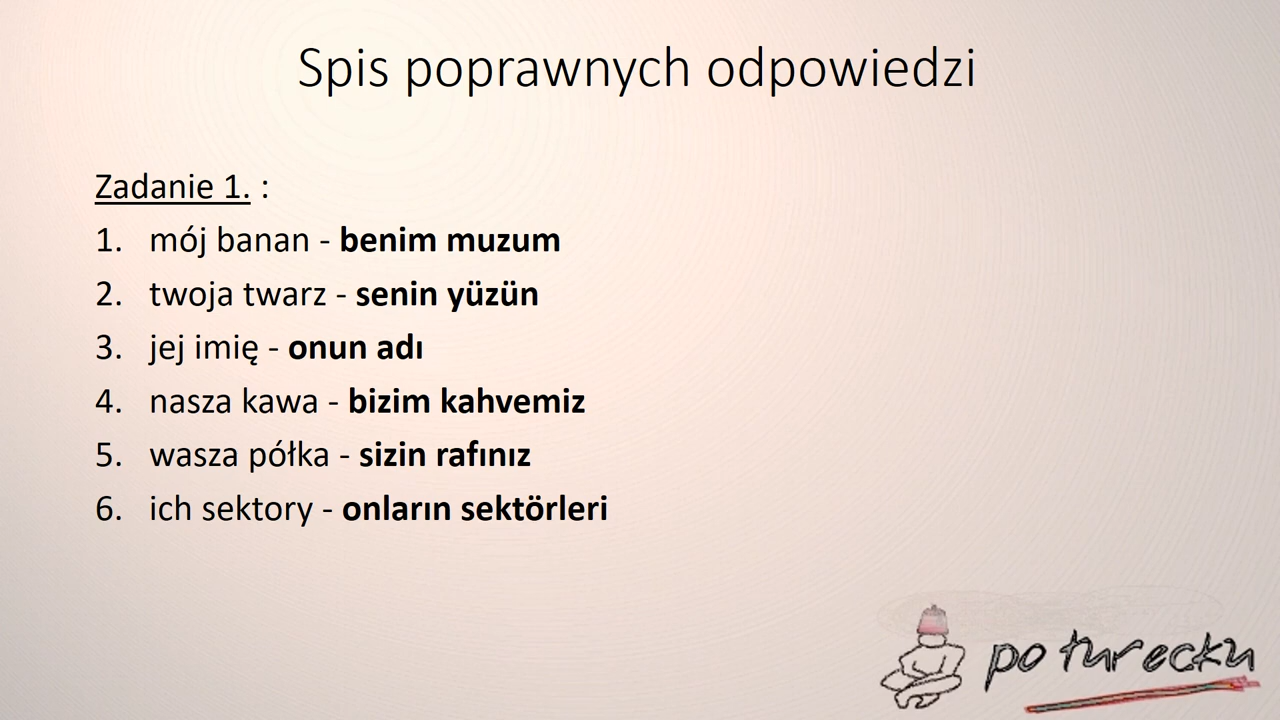 Spis poprawnych odpowiedzi
Zadanie 1. :
1. mój banan - benim muzum
2. twoja twarz - senin yüzün
3. jej imię - onun adı
4. nasza kawa - bizim kahvemiz
5. wasza półka - sizin rafınız
6. ich sektory - onların sektörleri
po turecku